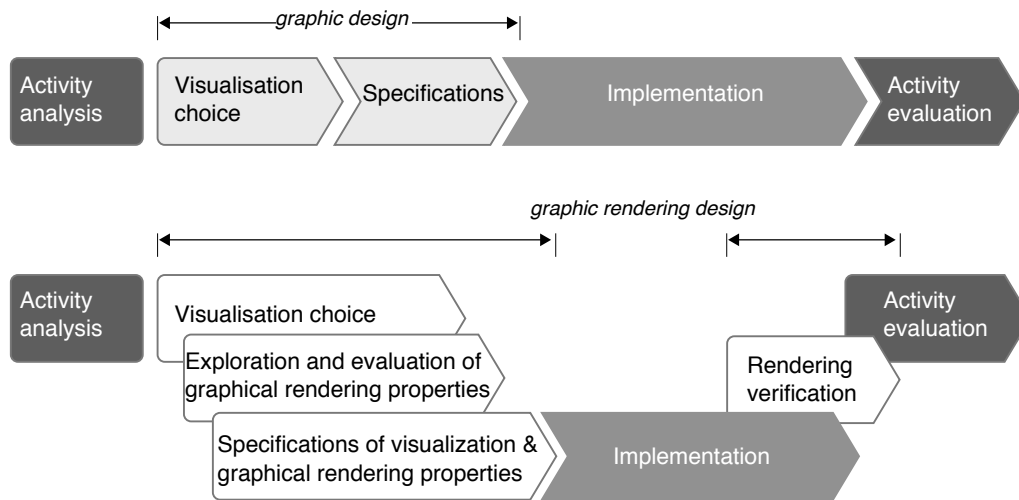 graphic design
Activity
analysis
Visualisation
choice
Specifications
Implementation
Activity
evaluation
graphic rendering design
Activity
analysis
Visualisation choice
Activity
evaluation
Exploration and evaluation of
graphical rendering properties
Rendering
verification
Specifications of visualization &
graphical rendering properties
Implementation